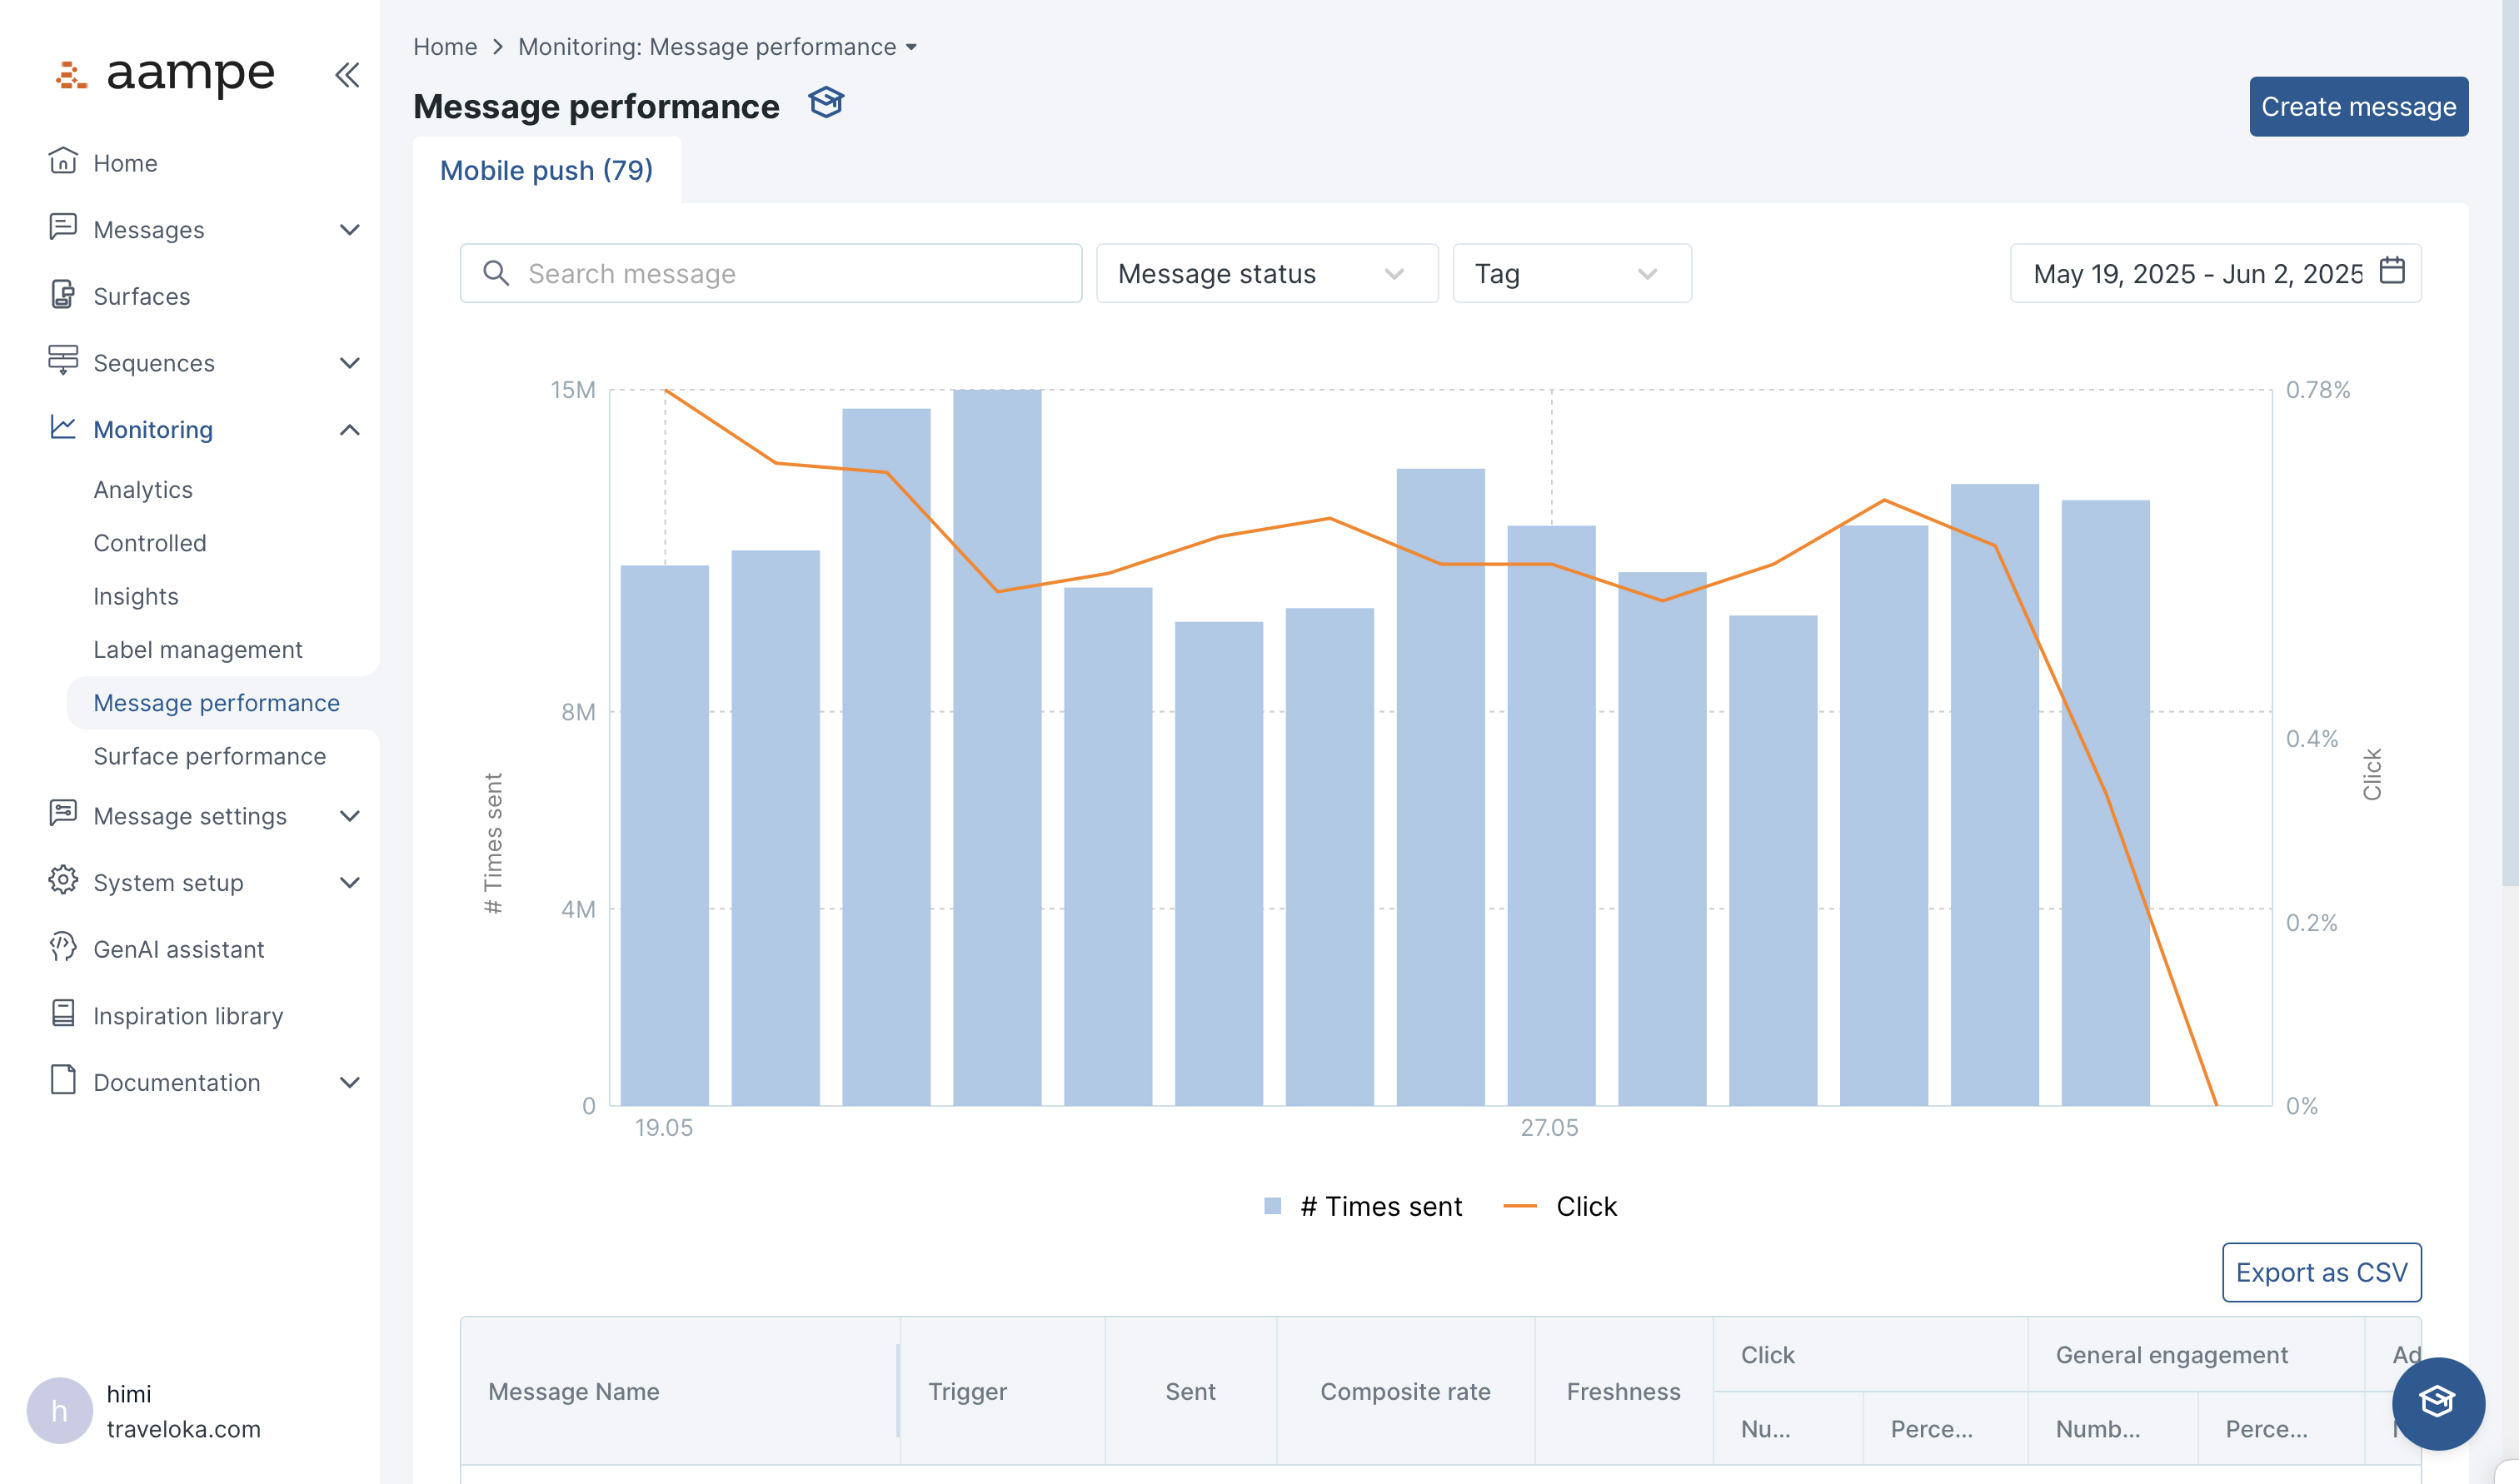 aampe
Home
Messages
Surfaces
Sequences
Monitoring
Analytics
Controlled
Insights
Label management
Message performance
Surface performance
Message settings
System setup
GenAI assistant
Inspiration library
Documentation
h
himi
traveloka.com
Home > Monitoring: Message performance
Message performance
Create message
Mobile push (79)
Search message
Message status
Tag
May 19, 2025 - Jun 2, 2025
15M
8M
4M
0
# Times sent
0.78%
0.4%
0.2%
0%
Click
19.05
27.05
# Times sent
Click
Export as CSV
Message Name
Trigger
Sent
Composite rate
Freshness
Click
Nu...
Perce...
General engagement
Numb...
Perce...
Ad